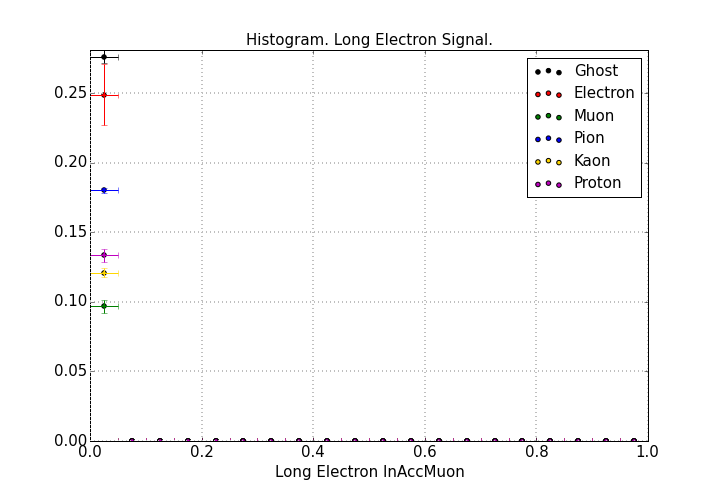 Histogram. Long Electron Signal.
Ghost
Electron
Muon
Pion
Kaon
Proton
0.25
0.20
0.15
0.10
0.05
0.00
0.0 0.2 0.4 0.6 0.8 1.0
Long Electron InAccMuon